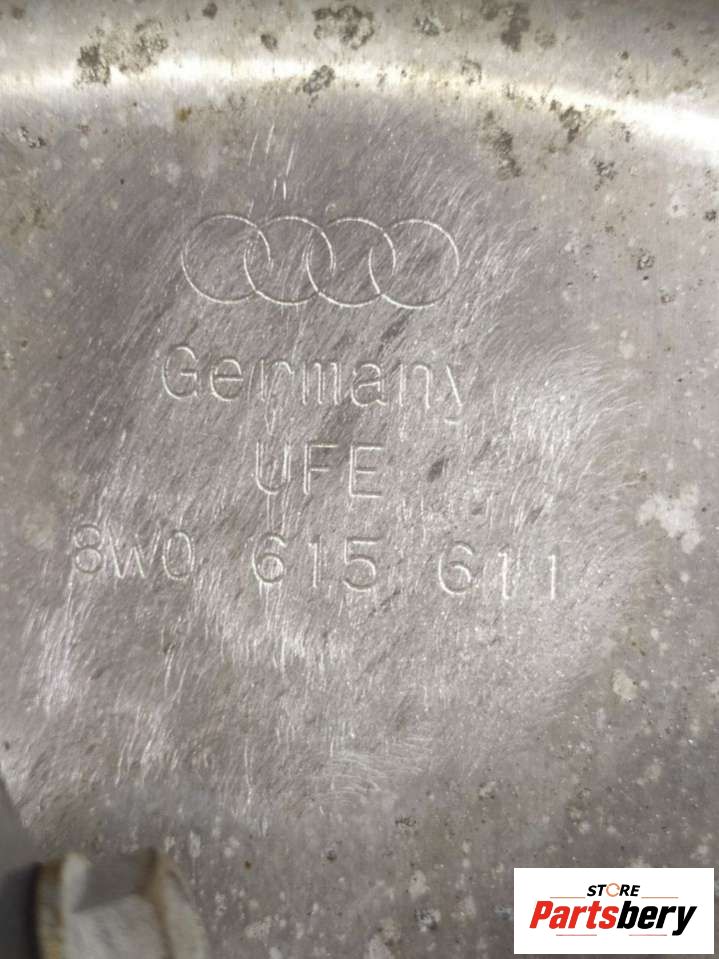 Germany
UFE
8W0 615 611
STORE
Partsbery